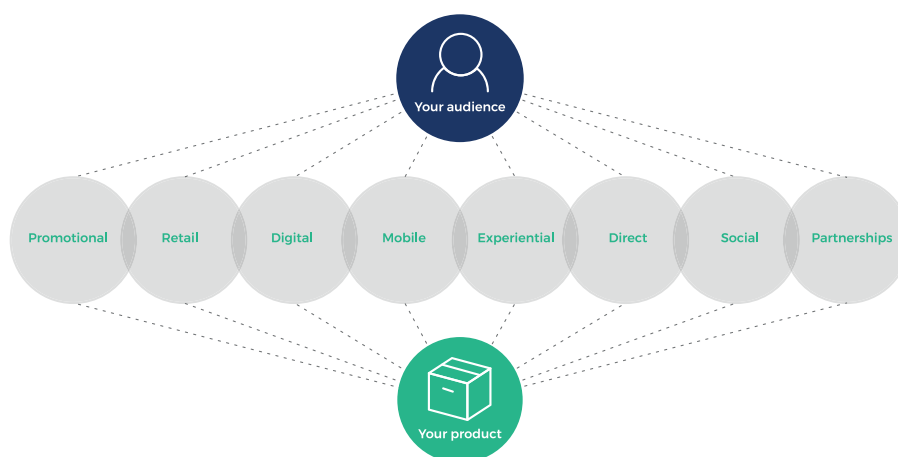 Your audience
Promotional
Retail
Digital
Mobile
Experiential
Direct
Social
Partnerships
Your product